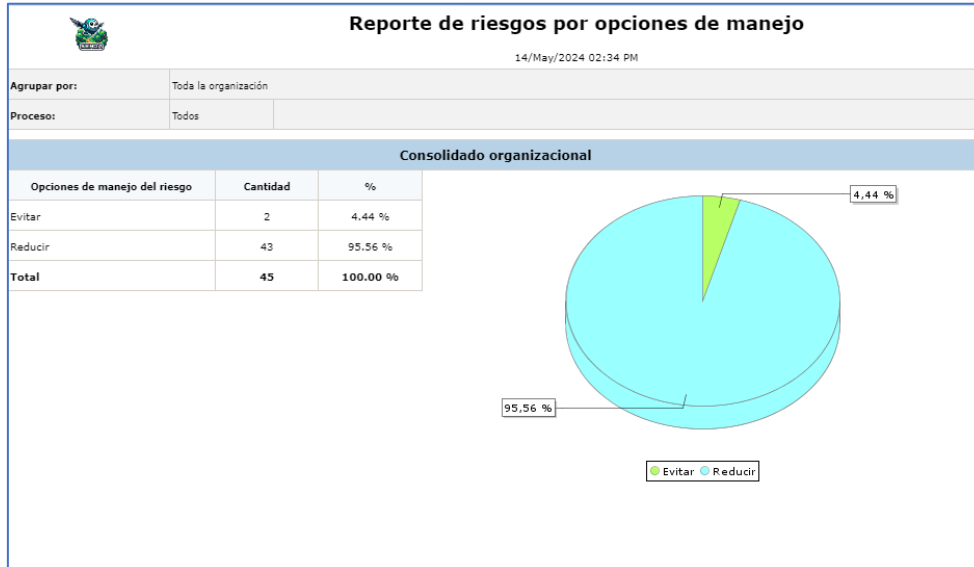 Reporte de riesgos por opciones de manejo
14/May/2024 02:34 PM
Agrupar por: Toda la organización
Proceso: Todos
Consolidado organizacional
Opciones de manejo del riesgo Cantidad %
Evitar 2 4.44 %
Reducir 43 95.56 %
Total 45 100.00 %
4,44 %
95,56 %
Evitar Reducir